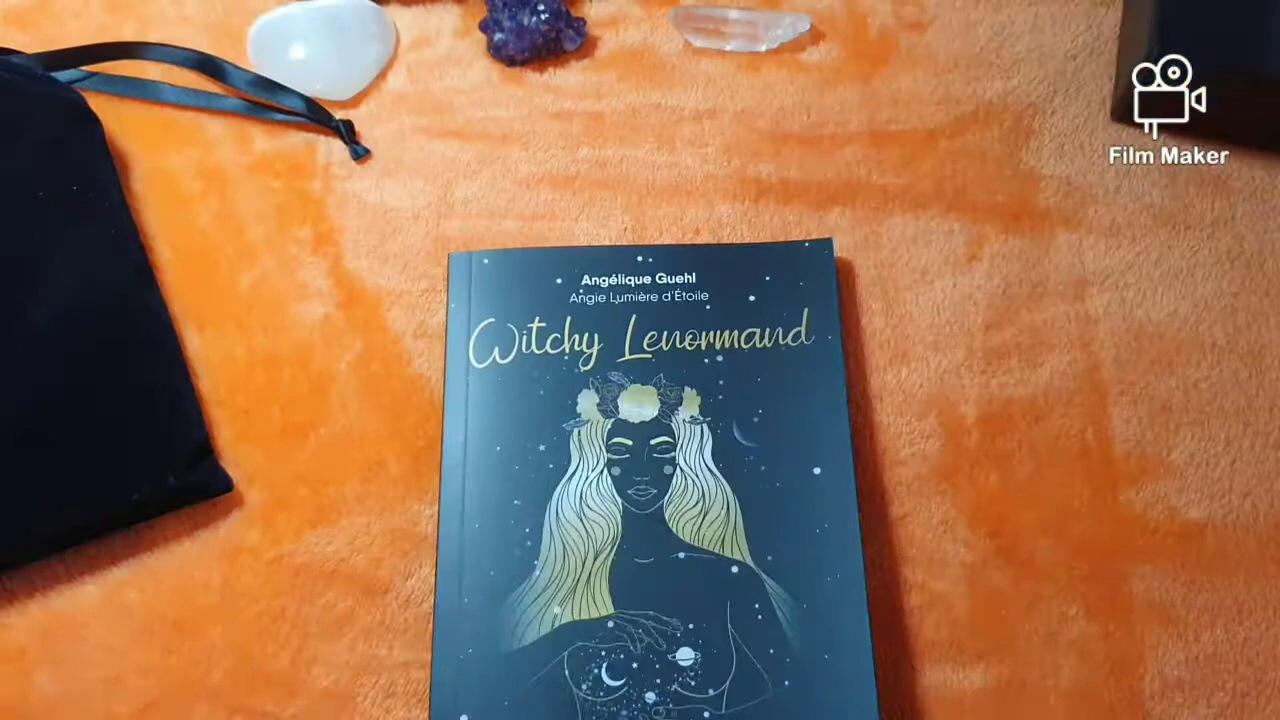 Film Maker
Angélique Guehl
Angie Lumière d'Étoile
Witchy Lenormand